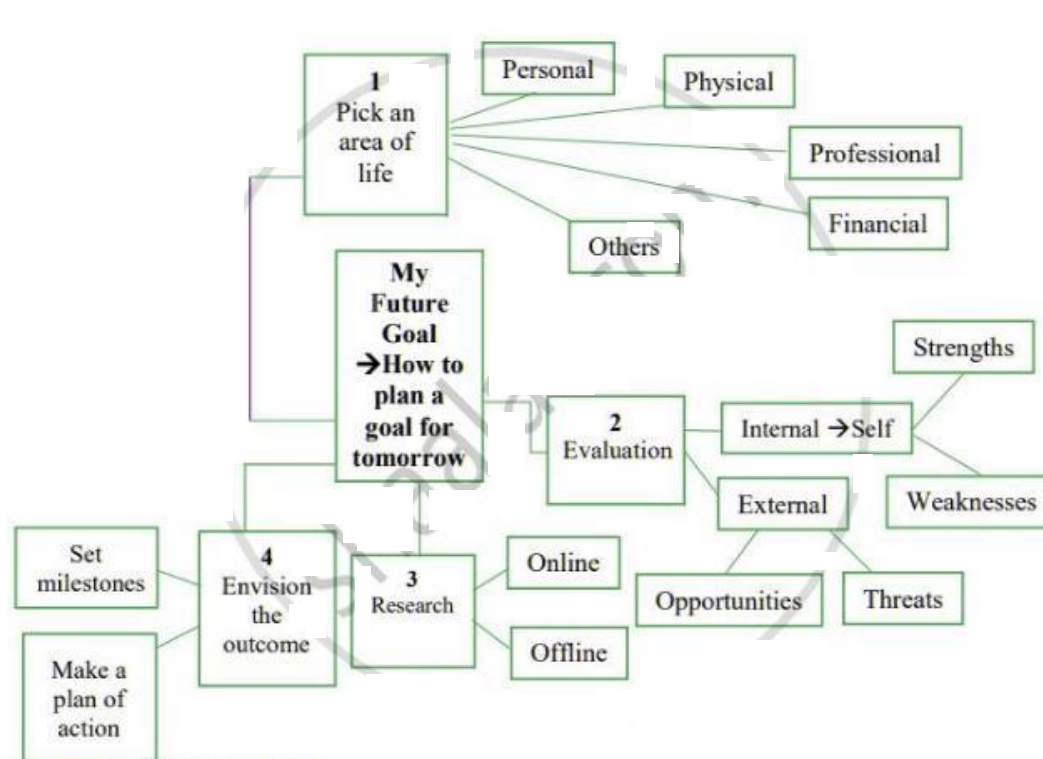 1
Pick an
area of
life
Personal
Physical
Professional
Financial
Others
My
Future
Goal
→How to
plan a
goal for
tomorrow
2
Evaluation
Internal →Self
Strengths
Weaknesses
External
Opportunities
Threats
3
Research
Online
Offline
4
Envision
the
outcome
Set
milestones
Make a
plan of
action